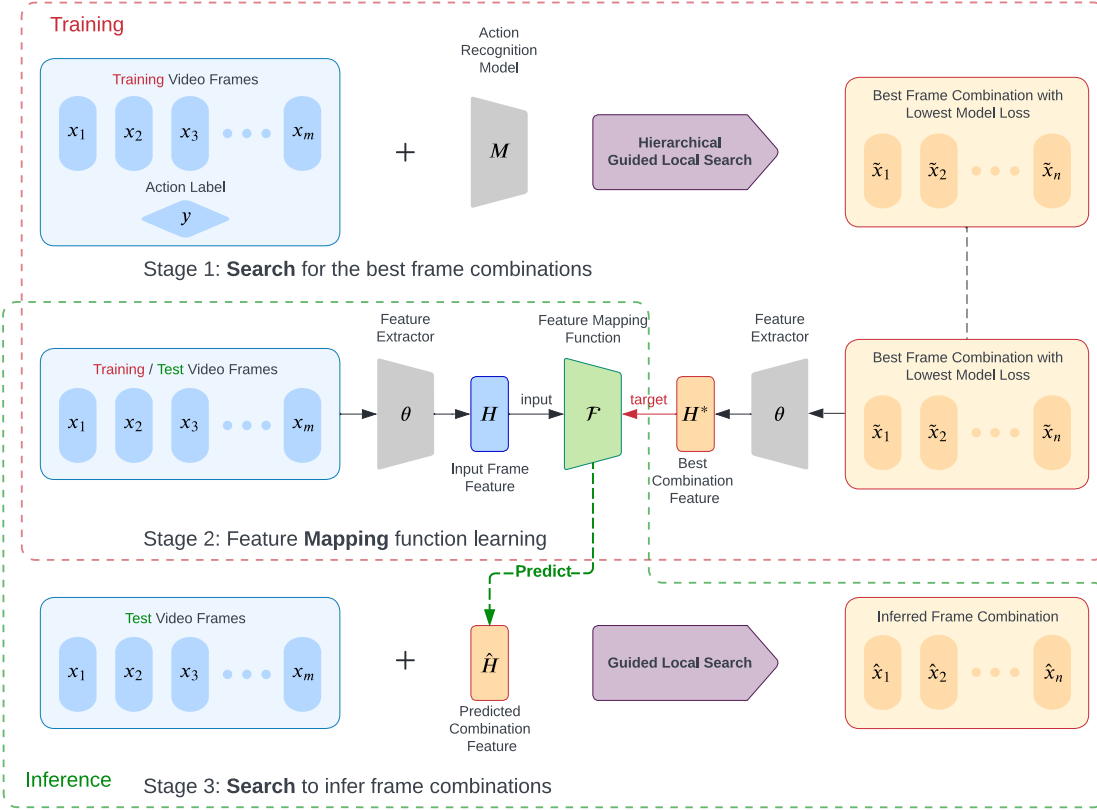 Training
Training Video Frames
x₁ x₂ x₃ xₘ
Action Label
y
+
Action
Recognition
Model
M
Hierarchical
Guided Local Search
Best Frame Combination with
Lowest Model Loss
x̃₁ x̃₂ x̃ₙ
Stage 1: Search for the best frame combinations
Training / Test Video Frames
x₁ x₂ x₃ xₘ
Feature
Extractor
θ
H
Input Frame
Feature
input
Feature Mapping
Function
ℱ
target
H*
Best
Combination
Feature
Feature
Extractor
θ
Best Frame Combination with
Lowest Model Loss
x̃₁ x̃₂ x̃ₙ
Stage 2: Feature Mapping function learning
Predict
Test Video Frames
x₁ x₂ x₃ xₘ
+
Ĥ
Predicted
Combination
Feature
Guided Local Search
Inferred Frame Combination
x̂₁ x̂₂ x̂ₙ
Inference
Stage 3: Search to infer frame combinations